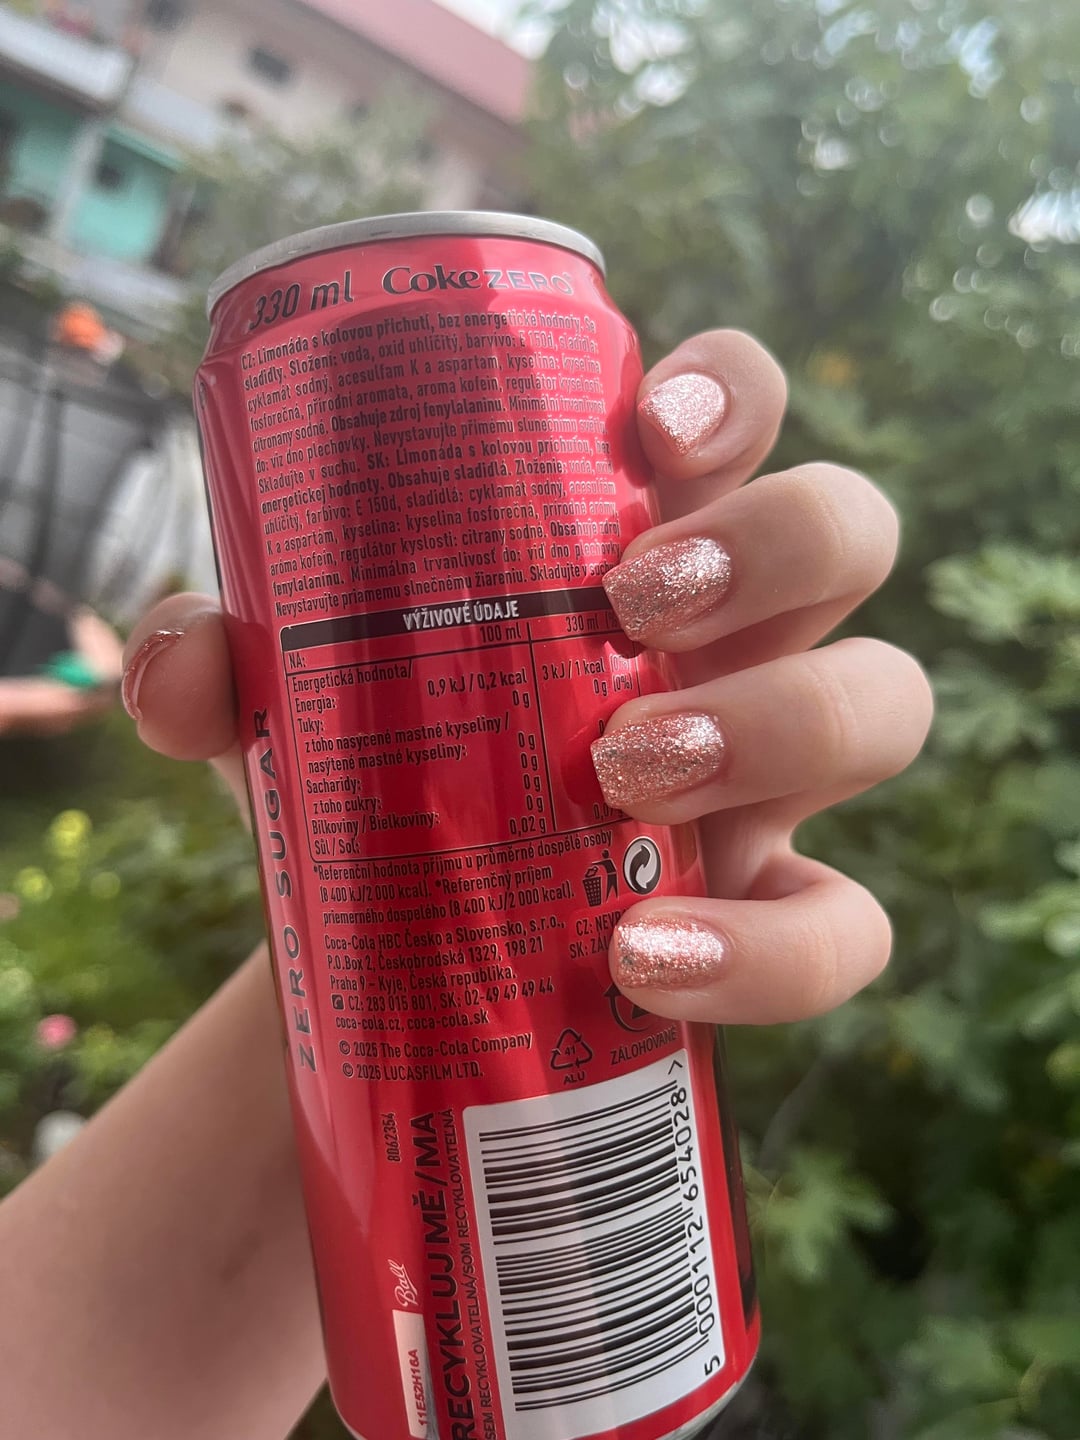 330 ml Coke ZERO™
CZ: Limonáda s kolovou příchutí, bez energetické hodnoty. Se
sladidly. Složení: voda, oxid uhličitý, barvivo: E 150d, sladidla:
cyklamát sodný, acesulfam K a aspartam, kyselina: kyselina
fosforečná, přírodní aromata, aroma kofein, regulátor kyselosti:
citronany sodné. Obsahuje zdroj fenylalaninu. Minimální trvanlivost
do: viz dno plechovky. Nevystavujte přímému slunečnímu světlu.
Skladujte v suchu. SK: Limonáda s kolovou príchuťou, bez
energetickej hodnoty. Obsahuje sladidlá. Zloženie: voda, oxid
uhličitý, farbivo: E 150d, sladidlá: cyklamát sodný, acesulfám
K a aspartám, kyselina: kyselina fosforečná, prírodné arómy,
aróma kofeín, regulátor kyslosti: citrany sodné. Obsahuje zdroj
fenylalanínu. Minimálna trvanlivosť do: viď dno plechovky.
Nevystavujte priamemu slnečnému žiareniu. Skladujte v suchu.
VÝŽIVOVÉ ÚDAJE
NA: 100 ml 330 ml
Energetická hodnota/
Energia: 0,9 kJ / 0,2 kcal 3 kJ / 1 kcal (0%)
Tuky: 0 g 0 g (0%)
z toho nasycené mastné kyseliny /
nasýtené mastné kyseliny: 0 g
Sacharidy: 0 g
z toho cukry: 0 g
Bílkoviny / Bielkoviny: 0 g
Sůl / Soľ: 0,02 g
*Referenční hodnota příjmu u průměrné dospělé osoby
(8 400 kJ/2 000 kcal). *Referenčný príjem
priemerného dospelého (8 400 kJ/2 000 kcal).
Coca-Cola HBC Česko a Slovensko, s.r.o.,
P.O.Box 2, Českobrodská 1329, 198 21
Praha 9 - Kyje, Česká republika.
CZ: 283 015 801, SK: 02-49 49 49 44
coca-cola.cz, coca-cola.sk
© 2025 The Coca-Cola Company
© 2025 LUCASFILM LTD.
CZ:
SK:
ZÁLOHOVANÉ
41
ALU
ZERO SUGAR
8062354
RECYKLUJ MĚ/MA
JSEM RECYKLOVATELNÁ/SOM RECYKLOVATEĽNÁ
Ball
11E52H16A
5 000112 654028 >